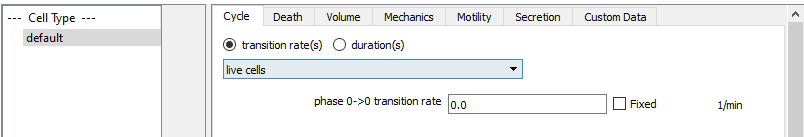 --- Cell Type ---
default
Cycle Death Volume Mechanics Motility Secretion Custom Data
transition rate(s) duration(s)
live cells
phase 0->0 transition rate 0.0 Fixed 1/min